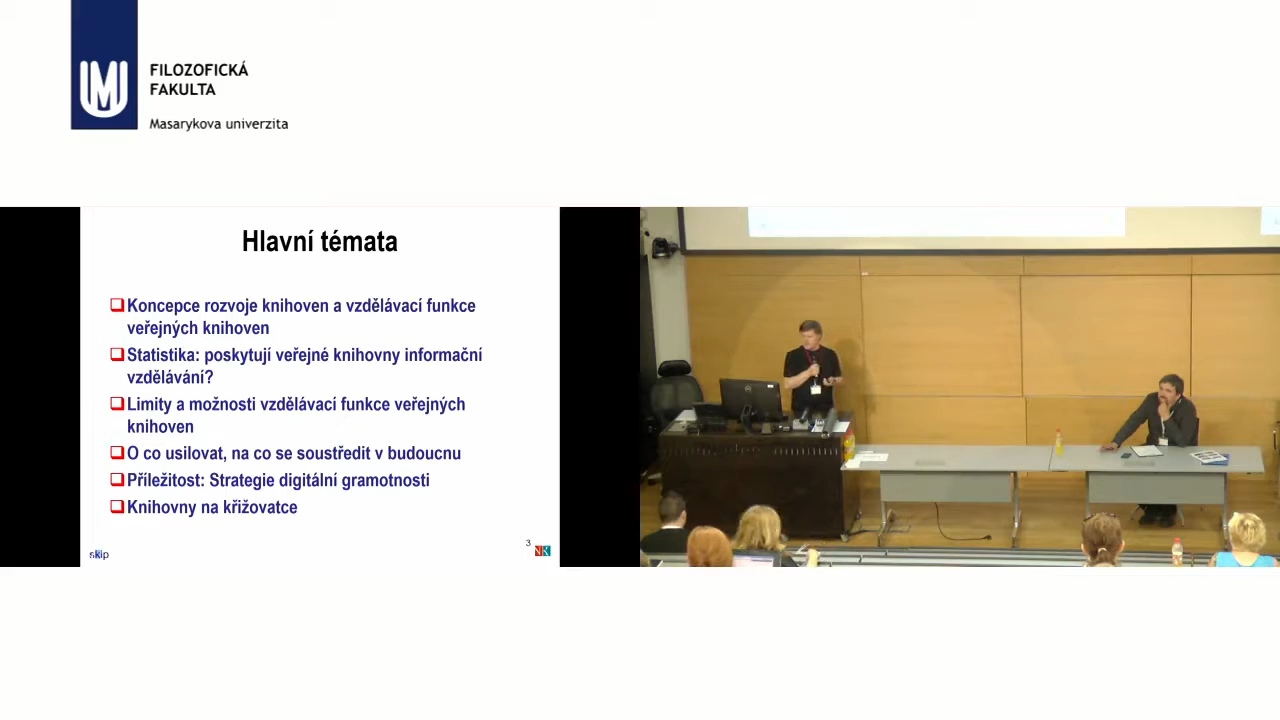 FILOZOFICKÁ
FAKULTA
Masarykova univerzita
Hlavní témata
Koncepce rozvoje knihoven a vzdělávací funkce
veřejných knihoven
Statistika: poskytují veřejné knihovny informační
vzdělávání?
Limity a možnosti vzdělávací funkce veřejných
knihoven
O co usilovat, na co se soustředit v budoucnu
Příležitost: Strategie digitální gramotnosti
Knihovny na křižovatce
skip
3
NK